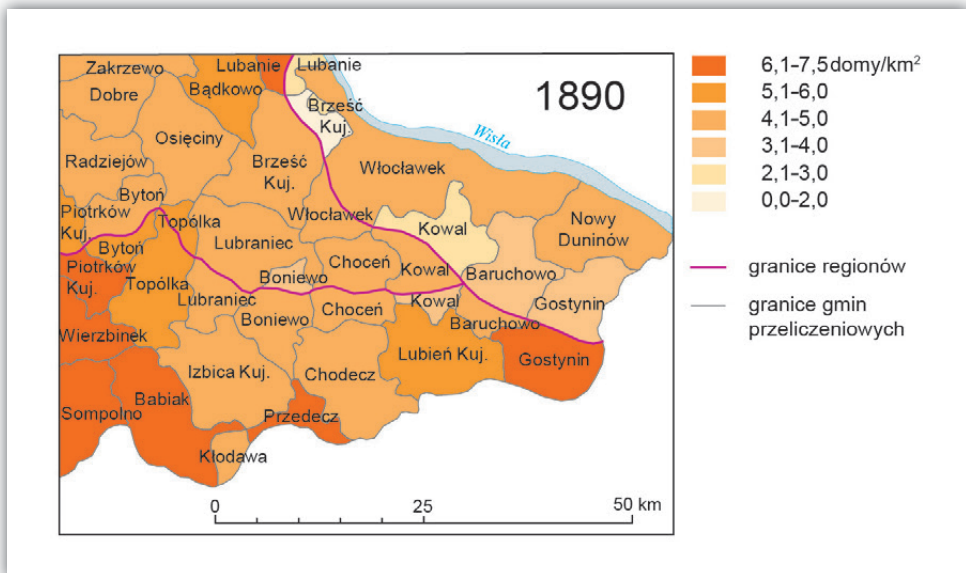 1890
Zakrzewo
Lubanie
Lubanie
Dobre
Bądkowo
Brześć
Kuj.
Wisła
Osięciny
Radziejów
Brześć
Kuj.
Włocławek
Bytoń
Piotrków
Kuj.
Topólka
Włocławek
Kowal
Nowy
Duninów
Bytoń
Lubraniec
Choceń
Piotrków
Kuj.
Topólka
Boniewo
Kowal
Baruchowo
Lubraniec
Kowal
Gostynin
Wierzbinek
Boniewo
Choceń
Baruchowo
Lubień Kuj.
Gostynin
Izbica Kuj.
Chodecz
Sompolno
Babiak
Przedecz
Kłodawa
0
25
50 km
6,1–7,5 domy/km²
5,1–6,0
4,1–5,0
3,1–4,0
2,1–3,0
0,0–2,0
granice regionów
granice gmin
przeliczeniowych